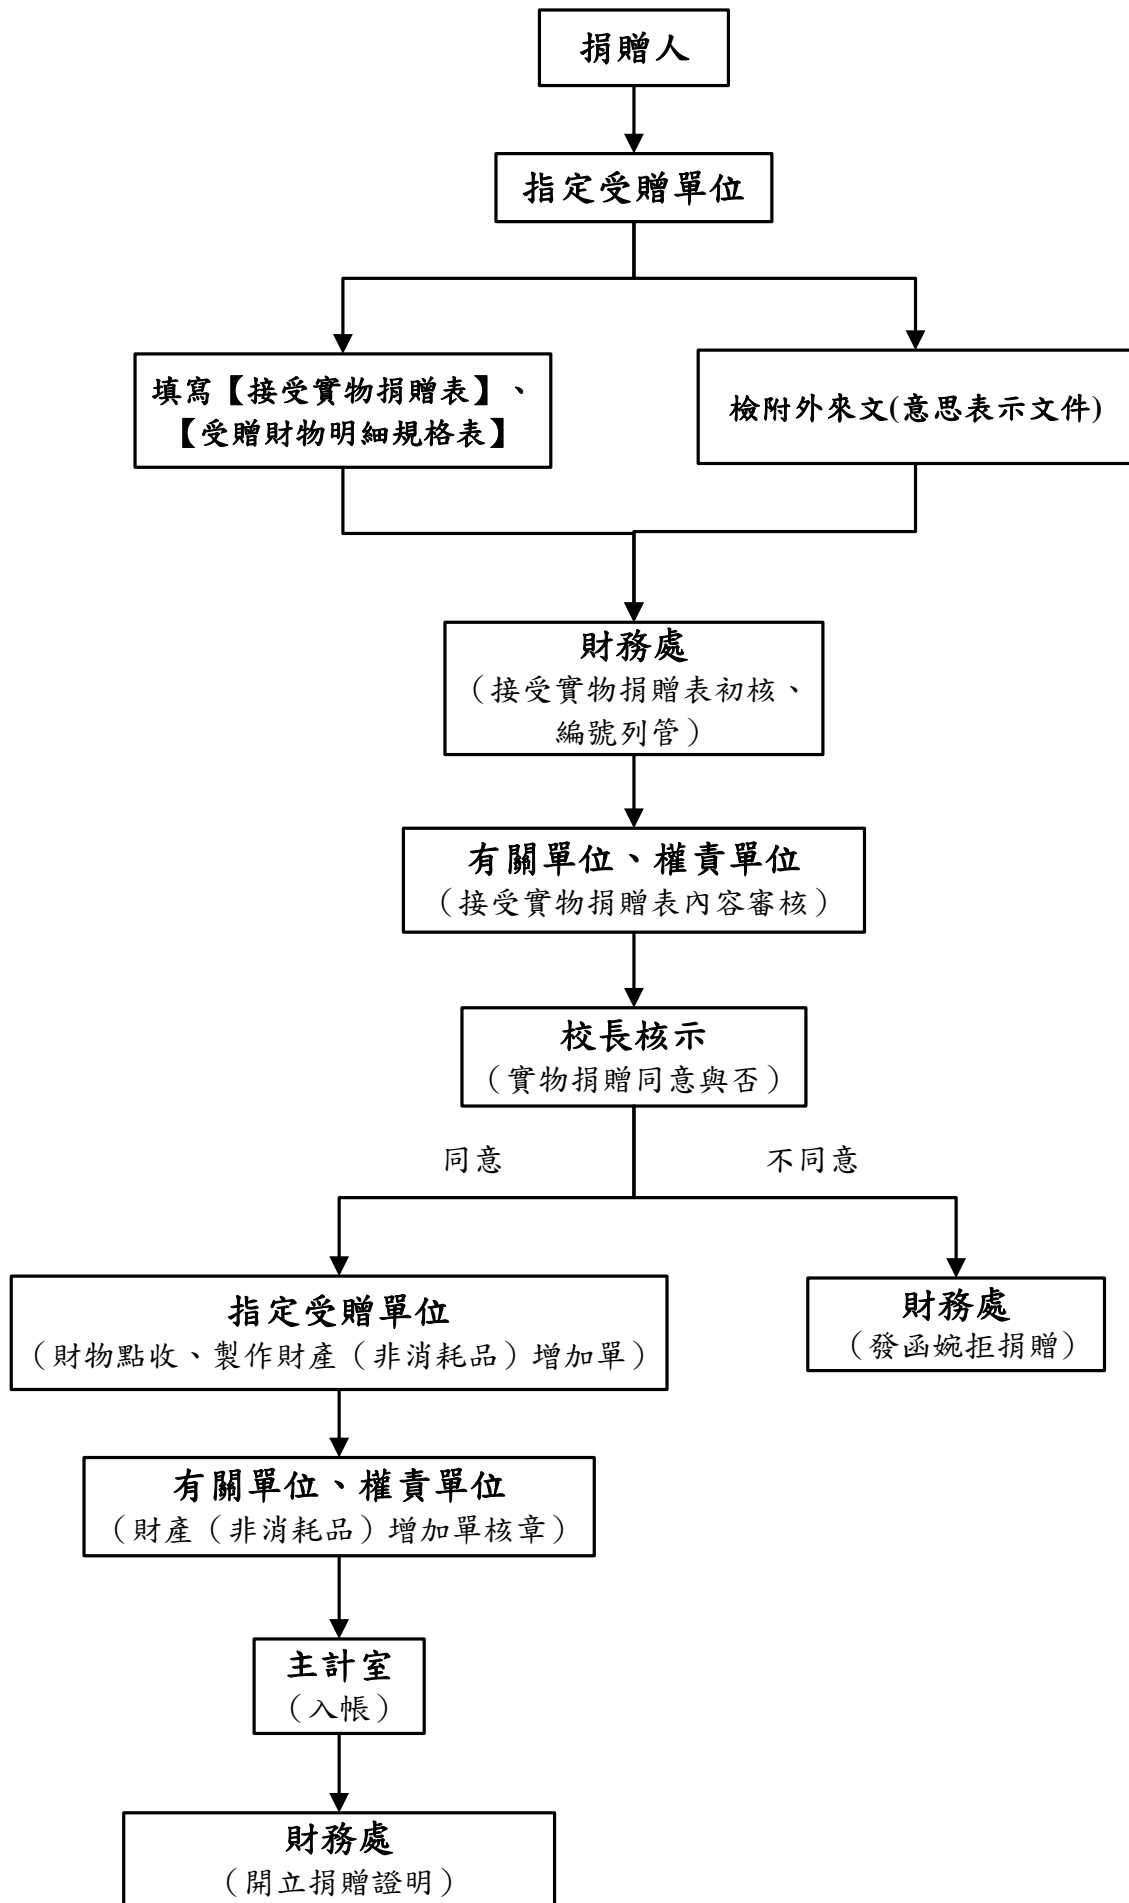 捐贈人
指定受贈單位
填寫【接受實物捐贈表】、
【受贈財物明細規格表】
檢附外來文(意思表示文件)
財務處
（接受實物捐贈表初核、
編號列管）
有關單位、權責單位
（接受實物捐贈表內容審核）
校長核示
（實物捐贈同意與否）
同意
不同意
指定受贈單位
（財物點收、製作財產（非消耗品）增加單）
財務處
（發函婉拒捐贈）
有關單位、權責單位
（財產（非消耗品）增加單核章）
主計室
（入帳）
財務處
（開立捐贈證明）